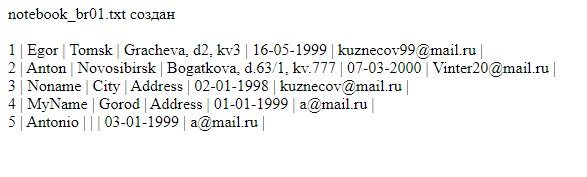 notebook_br01.txt создан
1 | Egor | Tomsk | Gracheva, d2, kv3 | 16-05-1999 | kuznecov99@mail.ru |
2 | Anton | Novosibirsk | Bogatkova, d.63/1, kv.777 | 07-03-2000 | Vinter20@mail.ru |
3 | Noname | City | Address | 02-01-1998 | kuznecov@mail.ru |
4 | MyName | Gorod | Address | 01-01-1999 | a@mail.ru |
5 | Antonio | | | 03-01-1999 | a@mail.ru |